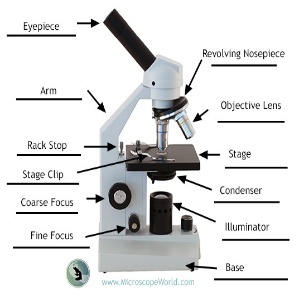 Eyepiece
Revolving Nosepiece
Arm
Objective Lens
Rack Stop
Stage
Stage Clip
Condenser
Coarse Focus
Illuminator
Fine Focus
Base
www.MicroscopeWorld.com